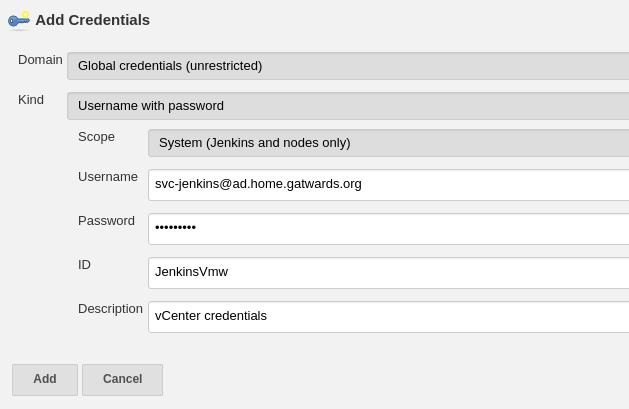 Add Credentials
Domain Global credentials (unrestricted)
Kind Username with password
Scope System (Jenkins and nodes only)
Username svc-jenkins@ad.home.gatwards.org
Password •••••••••
ID JenkinsVmw
Description vCenter credentials
Add Cancel